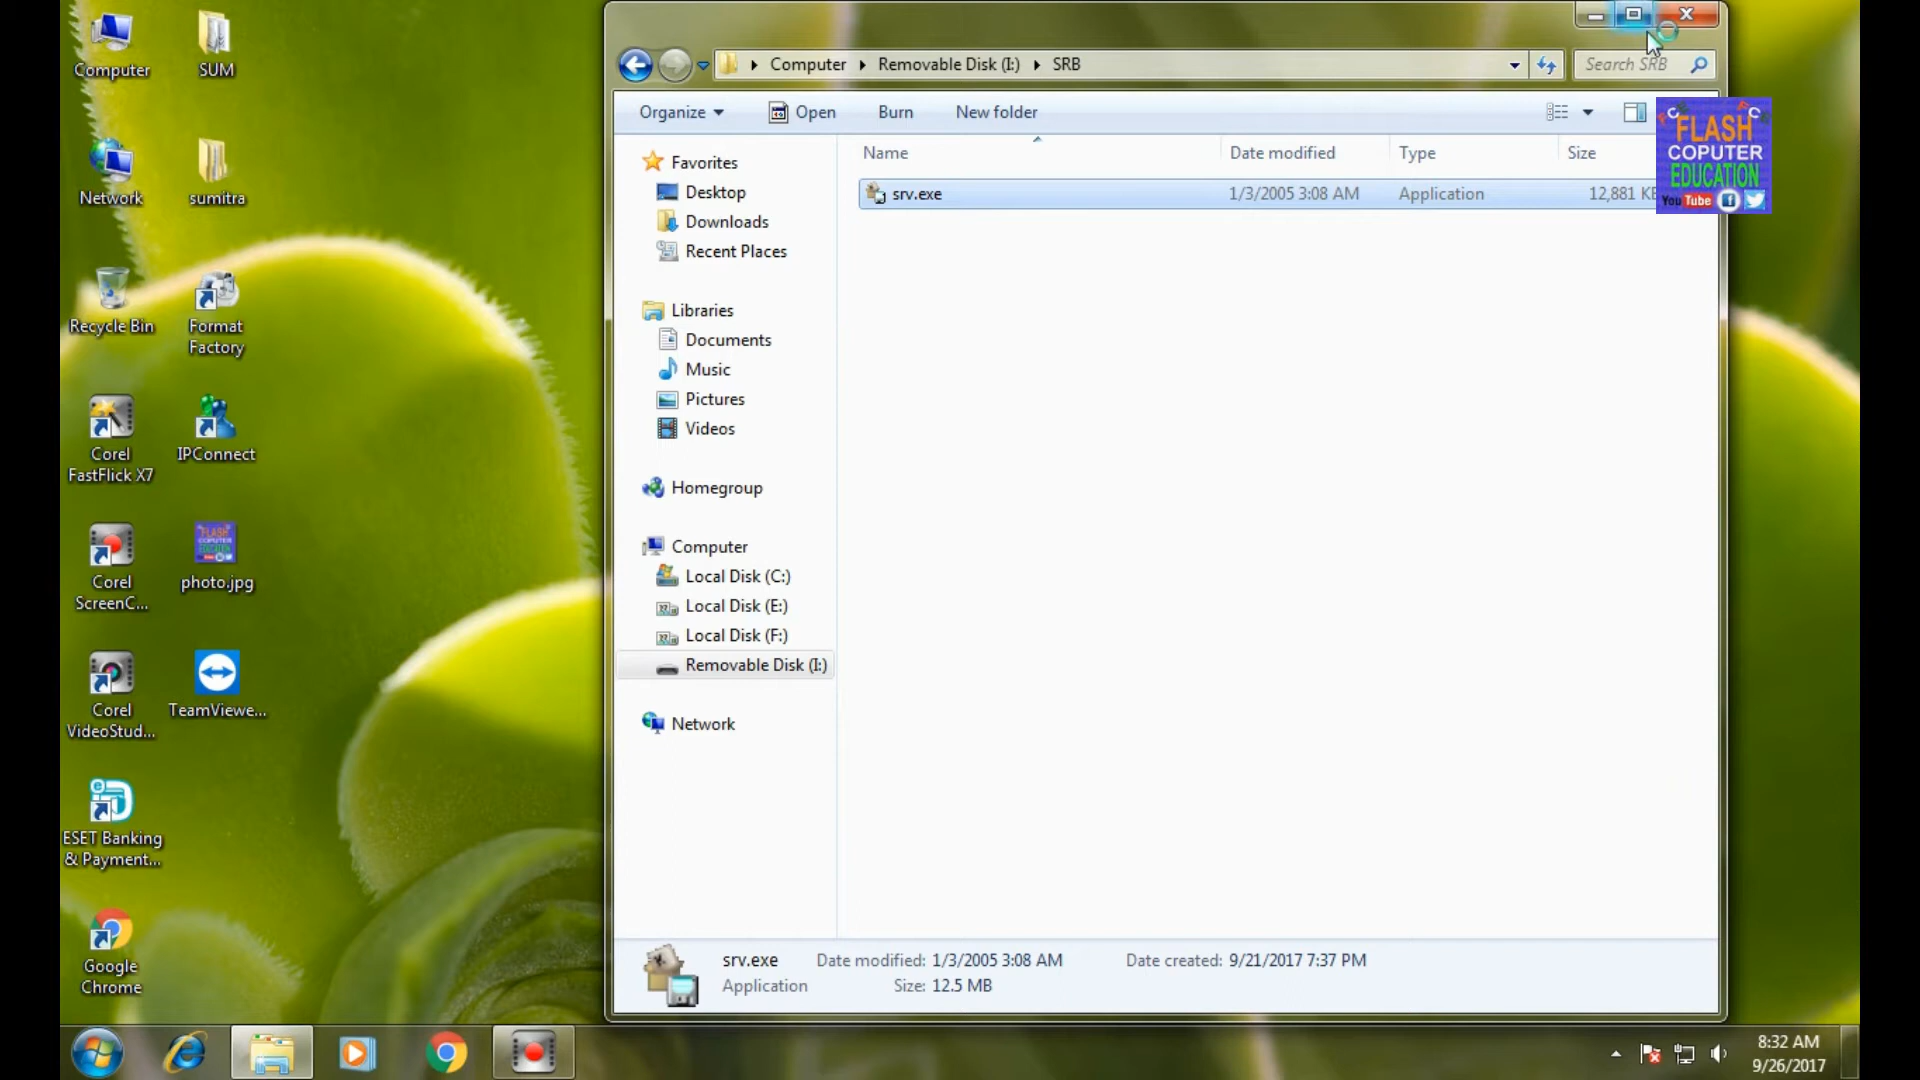 Computer
SUM
Network
sumitra
Recycle Bin
Format
Factory
Corel
FastFlick X7
IPConnect
Corel
ScreenC...
photo.jpg
Corel
VideoStud...
TeamViewe...
ESET Banking
& Payment...
Google
Chrome
Computer Removable Disk (I:) SRB
Search SRB
Organize Open Burn New folder
Name Date modified Type Size
srv.exe 1/3/2005 3:08 AM Application 12,881 K
Favorites
Desktop
Downloads
Recent Places
Libraries
Documents
Music
Pictures
Videos
Homegroup
Computer
Local Disk (C:)
Local Disk (E:)
Local Disk (F:)
Removable Disk (I:)
Network
srv.exe Date modified: 1/3/2005 3:08 AM Date created: 9/21/2017 7:37 PM
Application Size: 12.5 MB
C C
FLASH
COPUTER
EDUCATION
You Tube
8:32 AM
9/26/2017